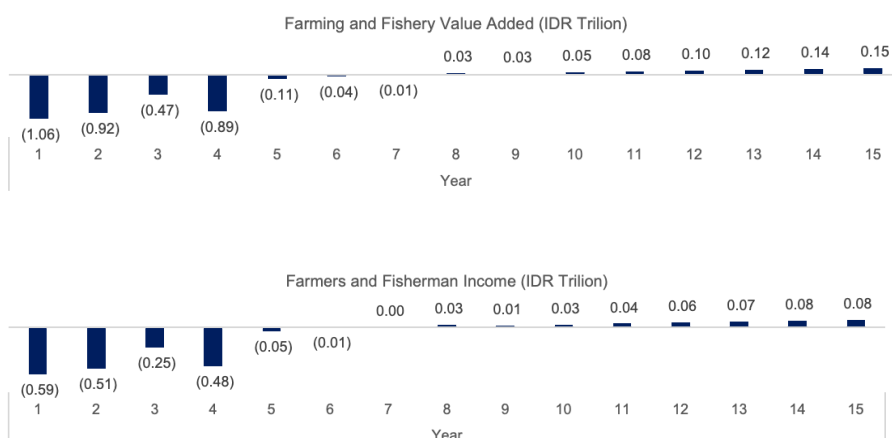 Farming and Fishery Value Added (IDR Trilion)
0.03 0.03 0.05 0.08 0.10 0.12 0.14 0.15
(1.06) (0.92) (0.47) (0.89) (0.11) (0.04) (0.01)
1 2 3 4 5 6 7 8 9 10 11 12 13 14 15
Year
Farmers and Fisherman Income (IDR Trilion)
0.00 0.03 0.01 0.03 0.04 0.06 0.07 0.08 0.08
(0.59) (0.51) (0.25) (0.48) (0.05) (0.01)
1 2 3 4 5 6 7 8 9 10 11 12 13 14 15
Year